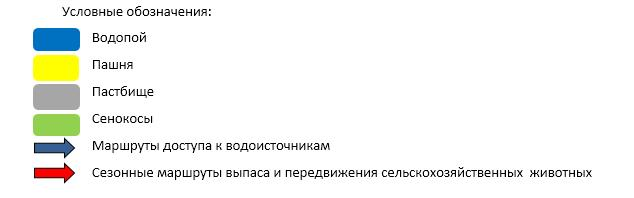 Условные обозначения:
Водопой
Пашня
Пастбище
Сенокосы
Маршруты доступа к водоисточникам
Сезонные маршруты выпаса и передвижения сельскохозяйственных животных